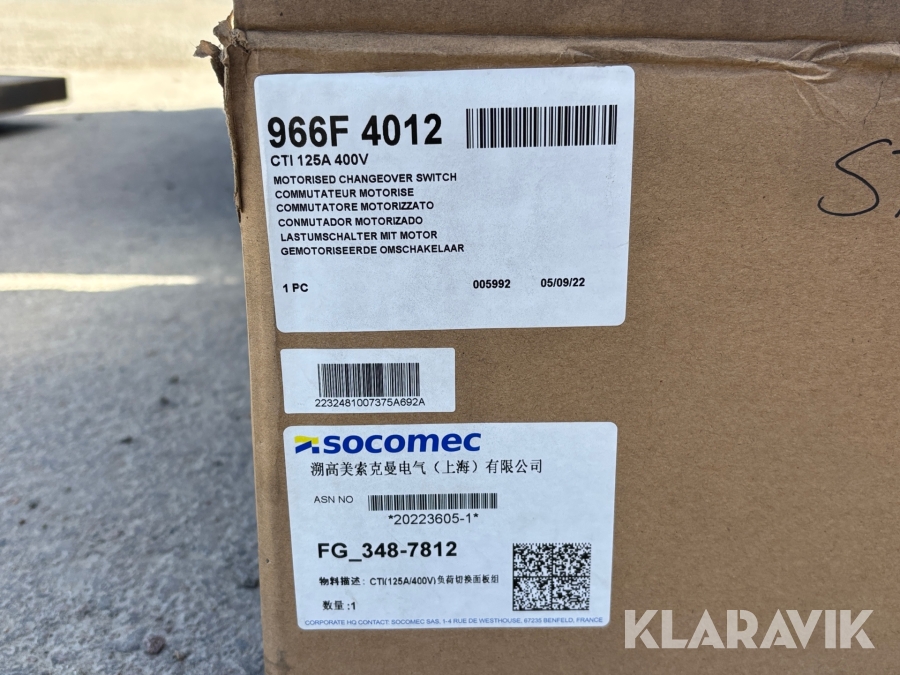 966F 4012
CTI 125A 400V
MOTORISED CHANGEOVER SWITCH
COMMUTATEUR MOTORISE
COMMUTATORE MOTORIZZATO
CONMUTADOR MOTORIZADO
LASTUMSCHALTER MIT MOTOR
GEMOTORISEERDE OMSCHAKELAAR
1 PC 005992 05/09/22
2232481007375A692A
socomec
溯高美索克曼电气（上海）有限公司
ASN NO
*20223605-1*
FG_348-7812
物料描述：CTI(125A/400V)负荷切换面板组
数量:1
CORPORATE HQ CONTACT: SOCOMEC SAS, 1-4 RUE DE WESTHOUSE, 67235 BENFELD, FRANCE
KLARAVIK